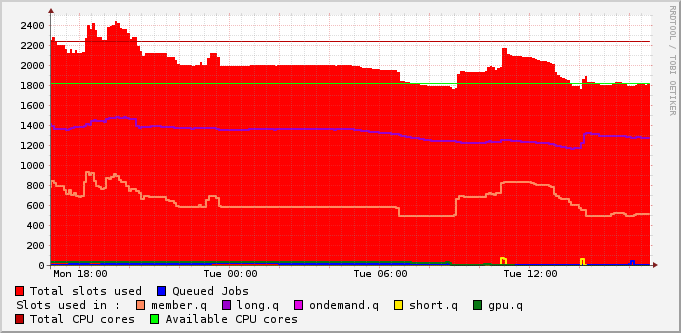 2400
2200
2000
1800
1600
1400
1200
1000
800
600
400
200
0
Mon 18:00 Tue 00:00 Tue 06:00 Tue 12:00
Total slots used Queued Jobs
Slots used in : member.q long.q ondemand.q short.q gpu.q
Total CPU cores Available CPU cores
RRDTOOL / TOBI OETIKER